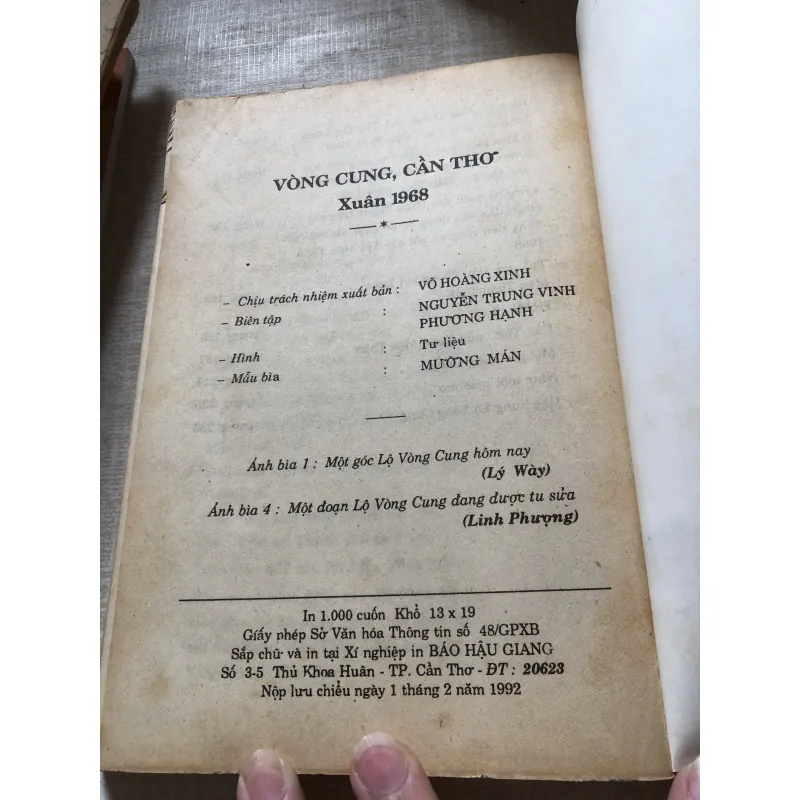 VÒNG CUNG, CẦN THƠ
Xuân 1968
– Chịu trách nhiệm xuất bản : VÕ HOÀNG XINH
– Biên tập : NGUYỄN TRUNG VINH
PHƯƠNG HẠNH
– Hình : Tư liệu
– Mẫu bìa : MƯỜNG MÁN
Ảnh bìa 1 : Một góc Lộ Vòng Cung hôm nay
(Lý Wày)
Ảnh bìa 4 : Một đoạn Lộ Vòng Cung đang được tu sửa
(Linh Phượng)
In 1.000 cuốn Khổ 13 x 19
Giấy phép Sở Văn hóa Thông tin số 48/GPXB
Sắp chữ và in tại Xí nghiệp in BÁO HẬU GIANG
Số 3-5 Thủ Khoa Huân - TP. Cần Thơ - ĐT : 20623
Nộp lưu chiểu ngày 1 tháng 2 năm 1992